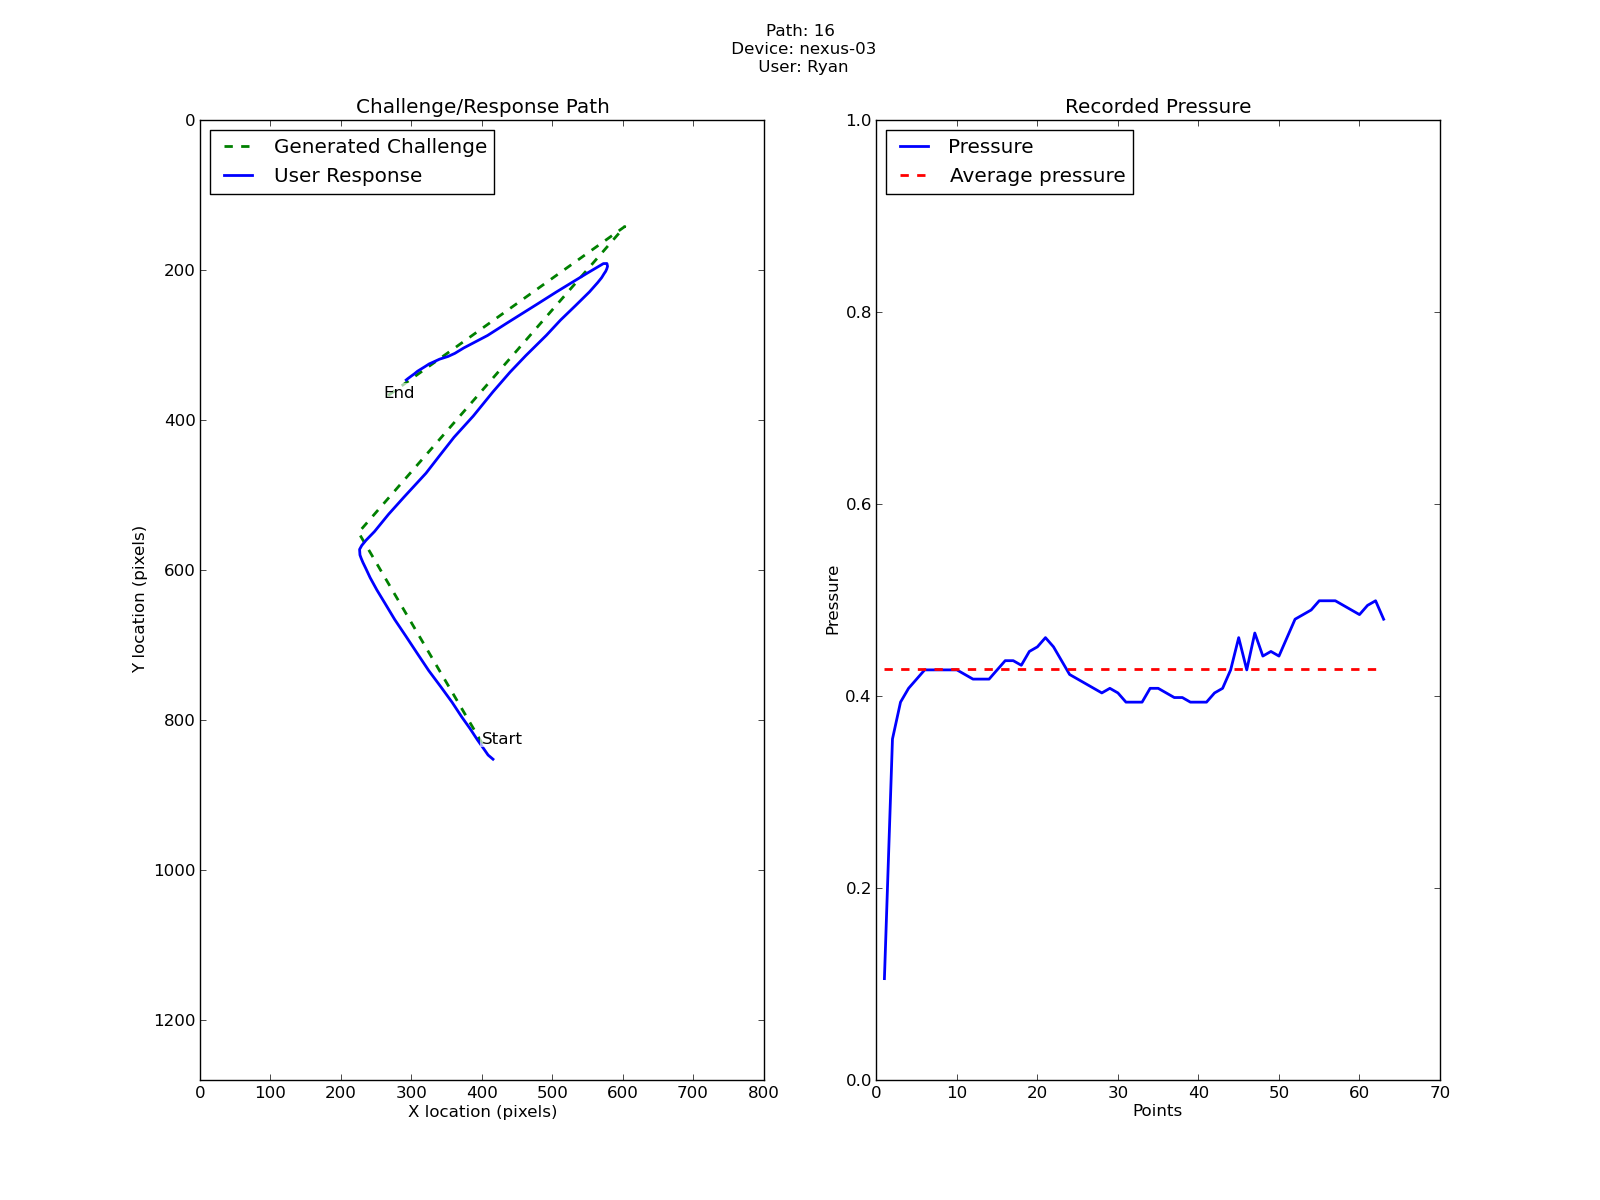 Path: 16
Device: nexus-03
User: Ryan
Challenge/Response Path
Generated Challenge
User Response
Start
End
Y location (pixels)
0
200
400
600
800
1000
1200
0 100 200 300 400 500 600 700 800
X location (pixels)
Recorded Pressure
Pressure
Average pressure
Pressure
1.0
0.8
0.6
0.4
0.2
0.0
0 10 20 30 40 50 60 70
Points